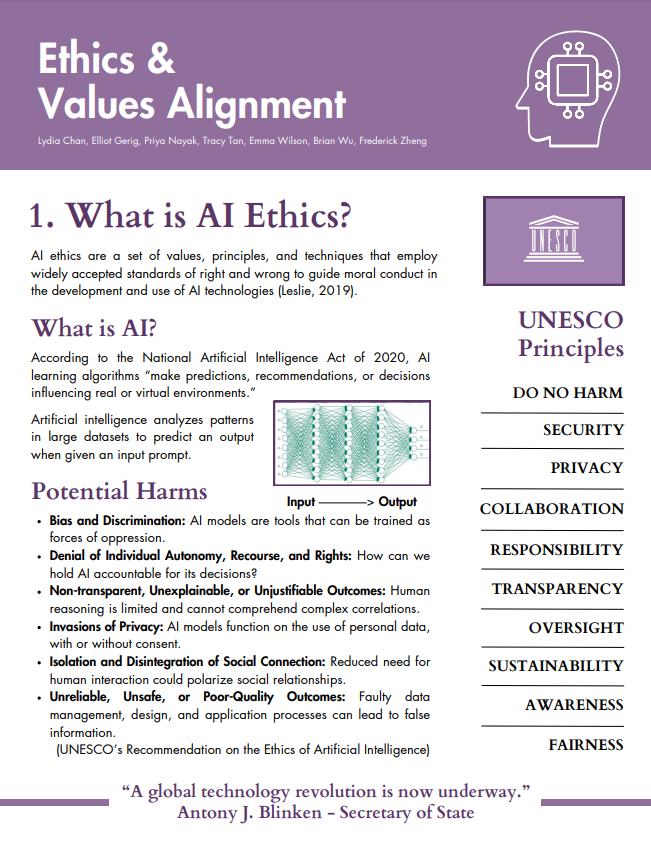 Ethics &
Values Alignment
Lydia Chan, Elliot Gerig, Priya Nayak, Tracy Tan, Emma Wilson, Brian Wu, Frederick Zheng
1. What is AI Ethics?
AI ethics are a set of values, principles, and techniques that employ
widely accepted standards of right and wrong to guide moral conduct in
the development and use of AI technologies (Leslie, 2019).
What is AI?
According to the National Artificial Intelligence Act of 2020, AI
learning algorithms “make predictions, recommendations, or decisions
influencing real or virtual environments.”
Artificial intelligence analyzes patterns
in large datasets to predict an output
when given an input prompt.
Input ———> Output
Potential Harms
• Bias and Discrimination: AI models are tools that can be trained as
forces of oppression.
• Denial of Individual Autonomy, Recourse, and Rights: How can we
hold AI accountable for its decisions?
• Non-transparent, Unexplainable, or Unjustifiable Outcomes: Human
reasoning is limited and cannot comprehend complex correlations.
• Invasions of Privacy: AI models function on the use of personal data,
with or without consent.
• Isolation and Disintegration of Social Connection: Reduced need for
human interaction could polarize social relationships.
• Unreliable, Unsafe, or Poor-Quality Outcomes: Faulty data
management, design, and application processes can lead to false
information.
(UNESCO’s Recommendation on the Ethics of Artificial Intelligence)
UNESCO
UNESCO
Principles
DO NO HARM
SECURITY
PRIVACY
COLLABORATION
RESPONSIBILITY
TRANSPARENCY
OVERSIGHT
SUSTAINABILITY
AWARENESS
FAIRNESS
“A global technology revolution is now underway.”
Antony J. Blinken - Secretary of State